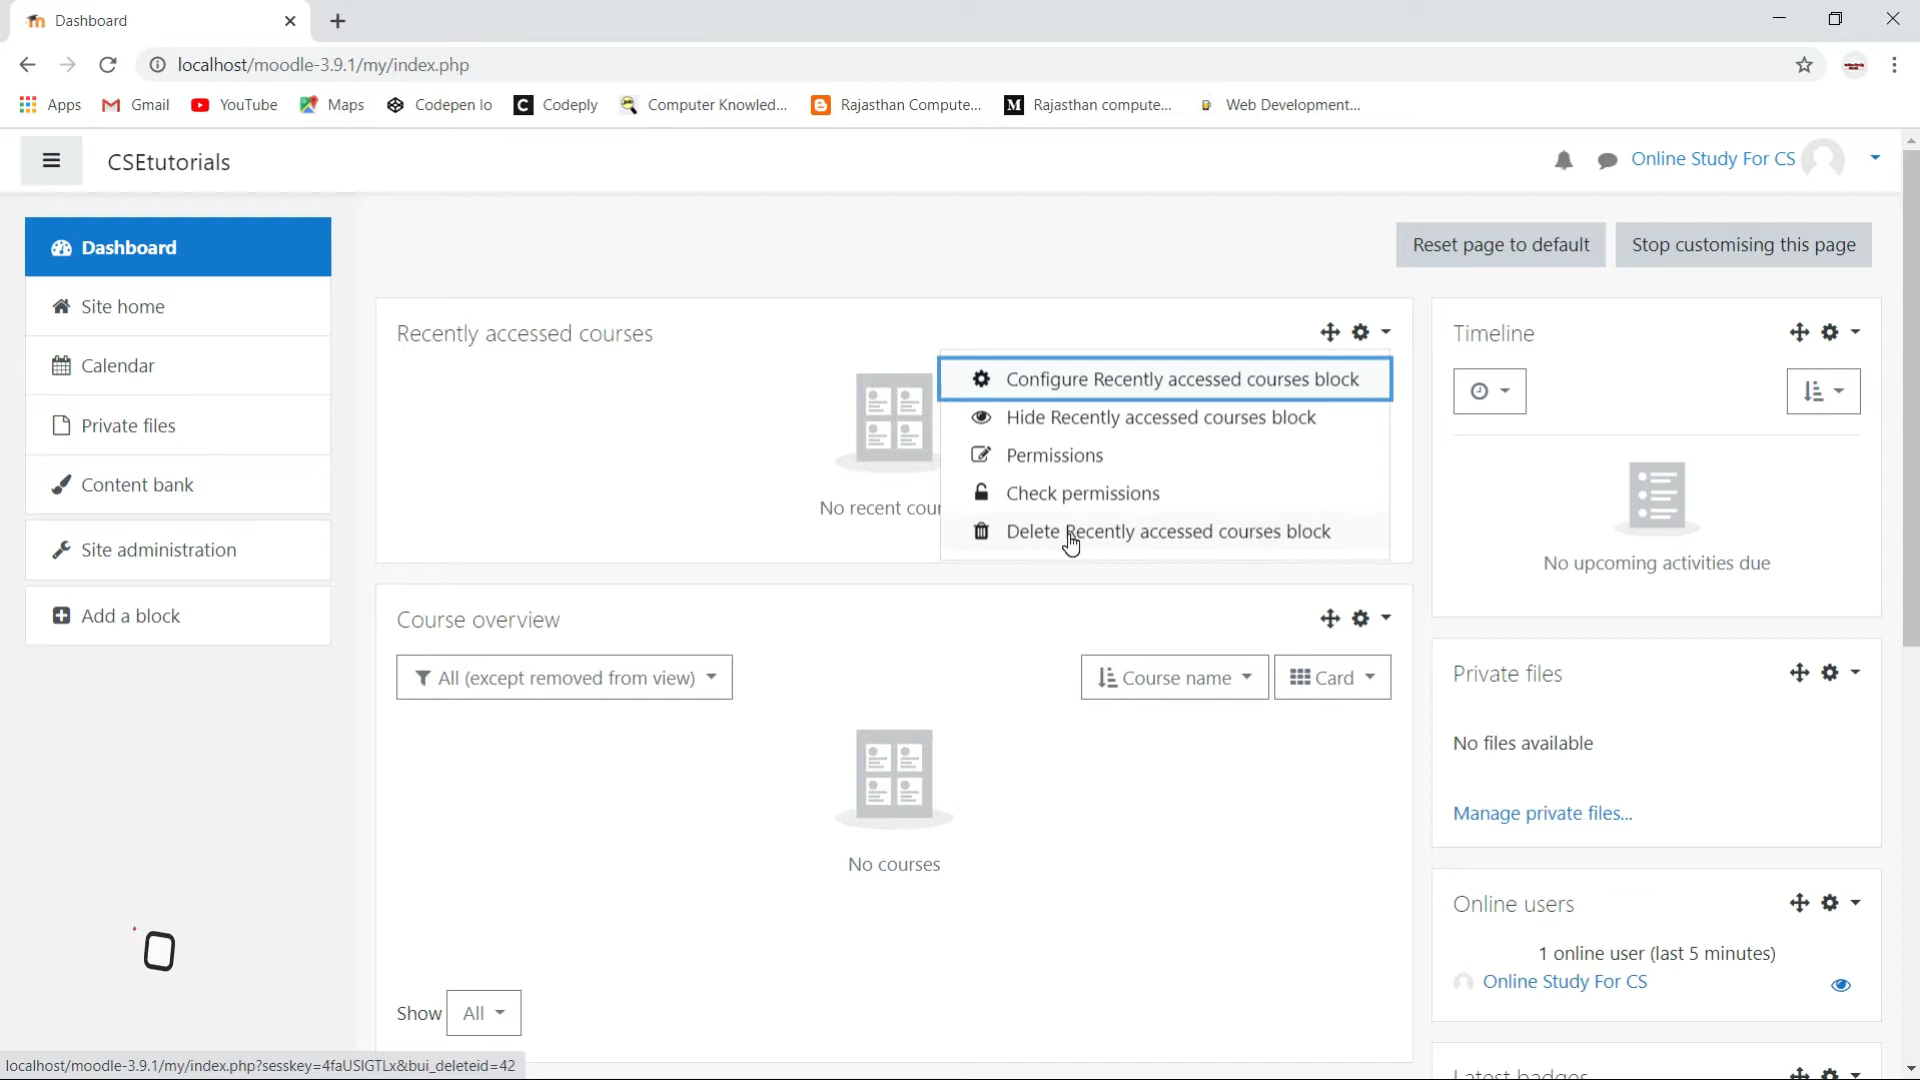 Dashboard
localhost/moodle-3.9.1/my/index.php
Apps Gmail YouTube Maps Codepen Io Codeply Computer Knowled... Rajasthan Compute... Rajasthan compute... Web Development...
CSEtutorials
Online Study For CS
Dashboard
Site home
Calendar
Private files
Content bank
Site administration
Add a block
Reset page to default
Stop customising this page
Recently accessed courses
Configure Recently accessed courses block
Hide Recently accessed courses block
Permissions
Check permissions
Delete Recently accessed courses block
No recent cour
Course overview
All (except removed from view)
Course name
Card
No courses
Show All
Timeline
No upcoming activities due
Private files
No files available
Manage private files...
Online users
1 online user (last 5 minutes)
Online Study For CS
Latest badges
localhost/moodle-3.9.1/my/index.php?sesskey=4faUSIGTLx&bui_deleteid=42